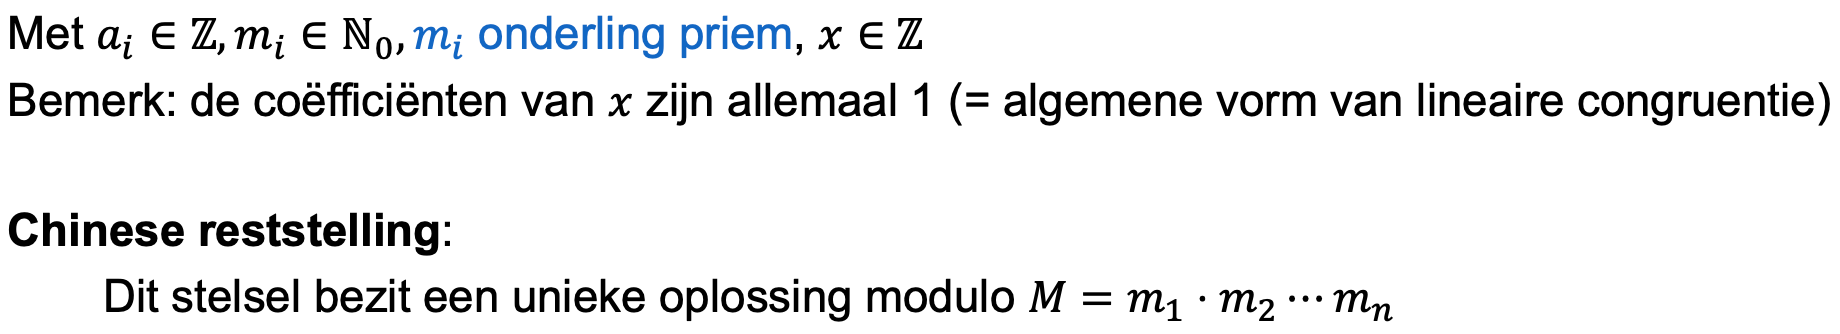 Met aᵢ ∈ ℤ, mᵢ ∈ ℕ₀, mᵢ onderling priem, x ∈ ℤ
Bemerk: de coëfficiënten van x zijn allemaal 1 (= algemene vorm van lineaire congruentie)
Chinese reststelling:
Dit stelsel bezit een unieke oplossing modulo M = m₁ · m₂ ⋯ mₙ